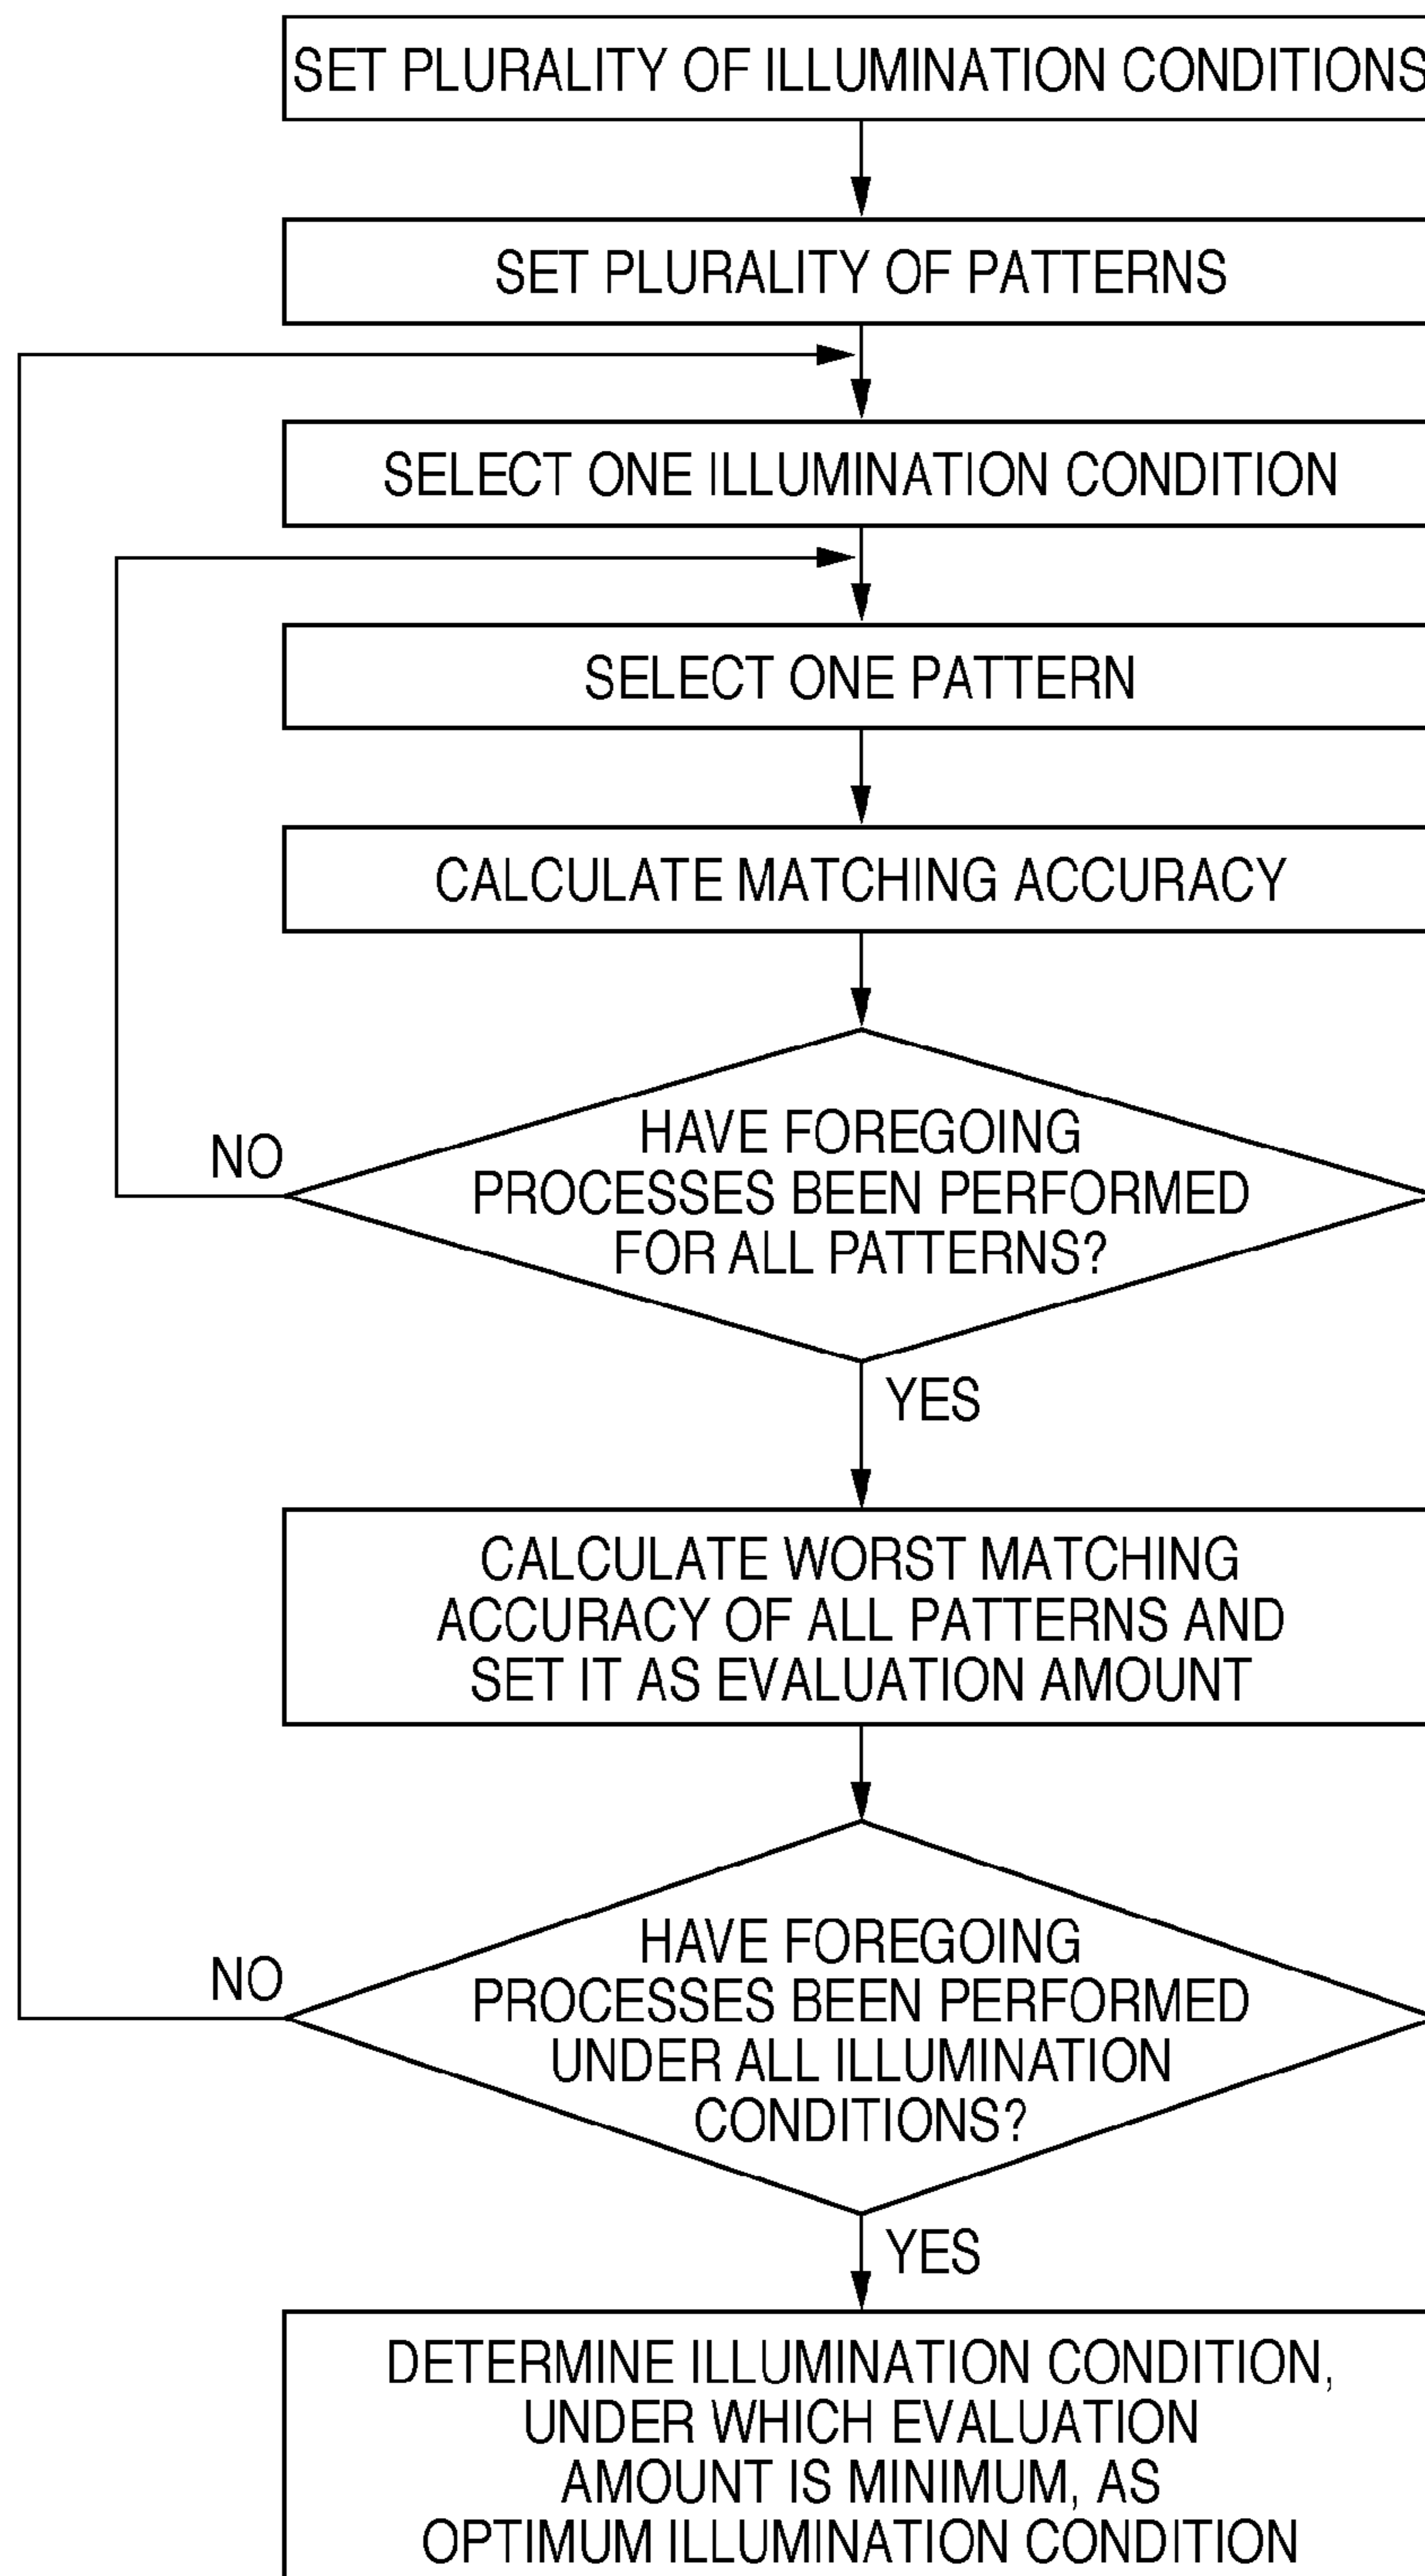 SET PLURALITY OF ILLUMINATION CONDITIONS
SET PLURALITY OF PATTERNS
SELECT ONE ILLUMINATION CONDITION
SELECT ONE PATTERN
CALCULATE MATCHING ACCURACY
HAVE FOREGOING
PROCESSES BEEN PERFORMED
FOR ALL PATTERNS?
NO
YES
CALCULATE WORST MATCHING
ACCURACY OF ALL PATTERNS AND
SET IT AS EVALUATION AMOUNT
HAVE FOREGOING
PROCESSES BEEN PERFORMED
UNDER ALL ILLUMINATION
CONDITIONS?
NO
YES
DETERMINE ILLUMINATION CONDITION,
UNDER WHICH EVALUATION
AMOUNT IS MINIMUM, AS
OPTIMUM ILLUMINATION CONDITION